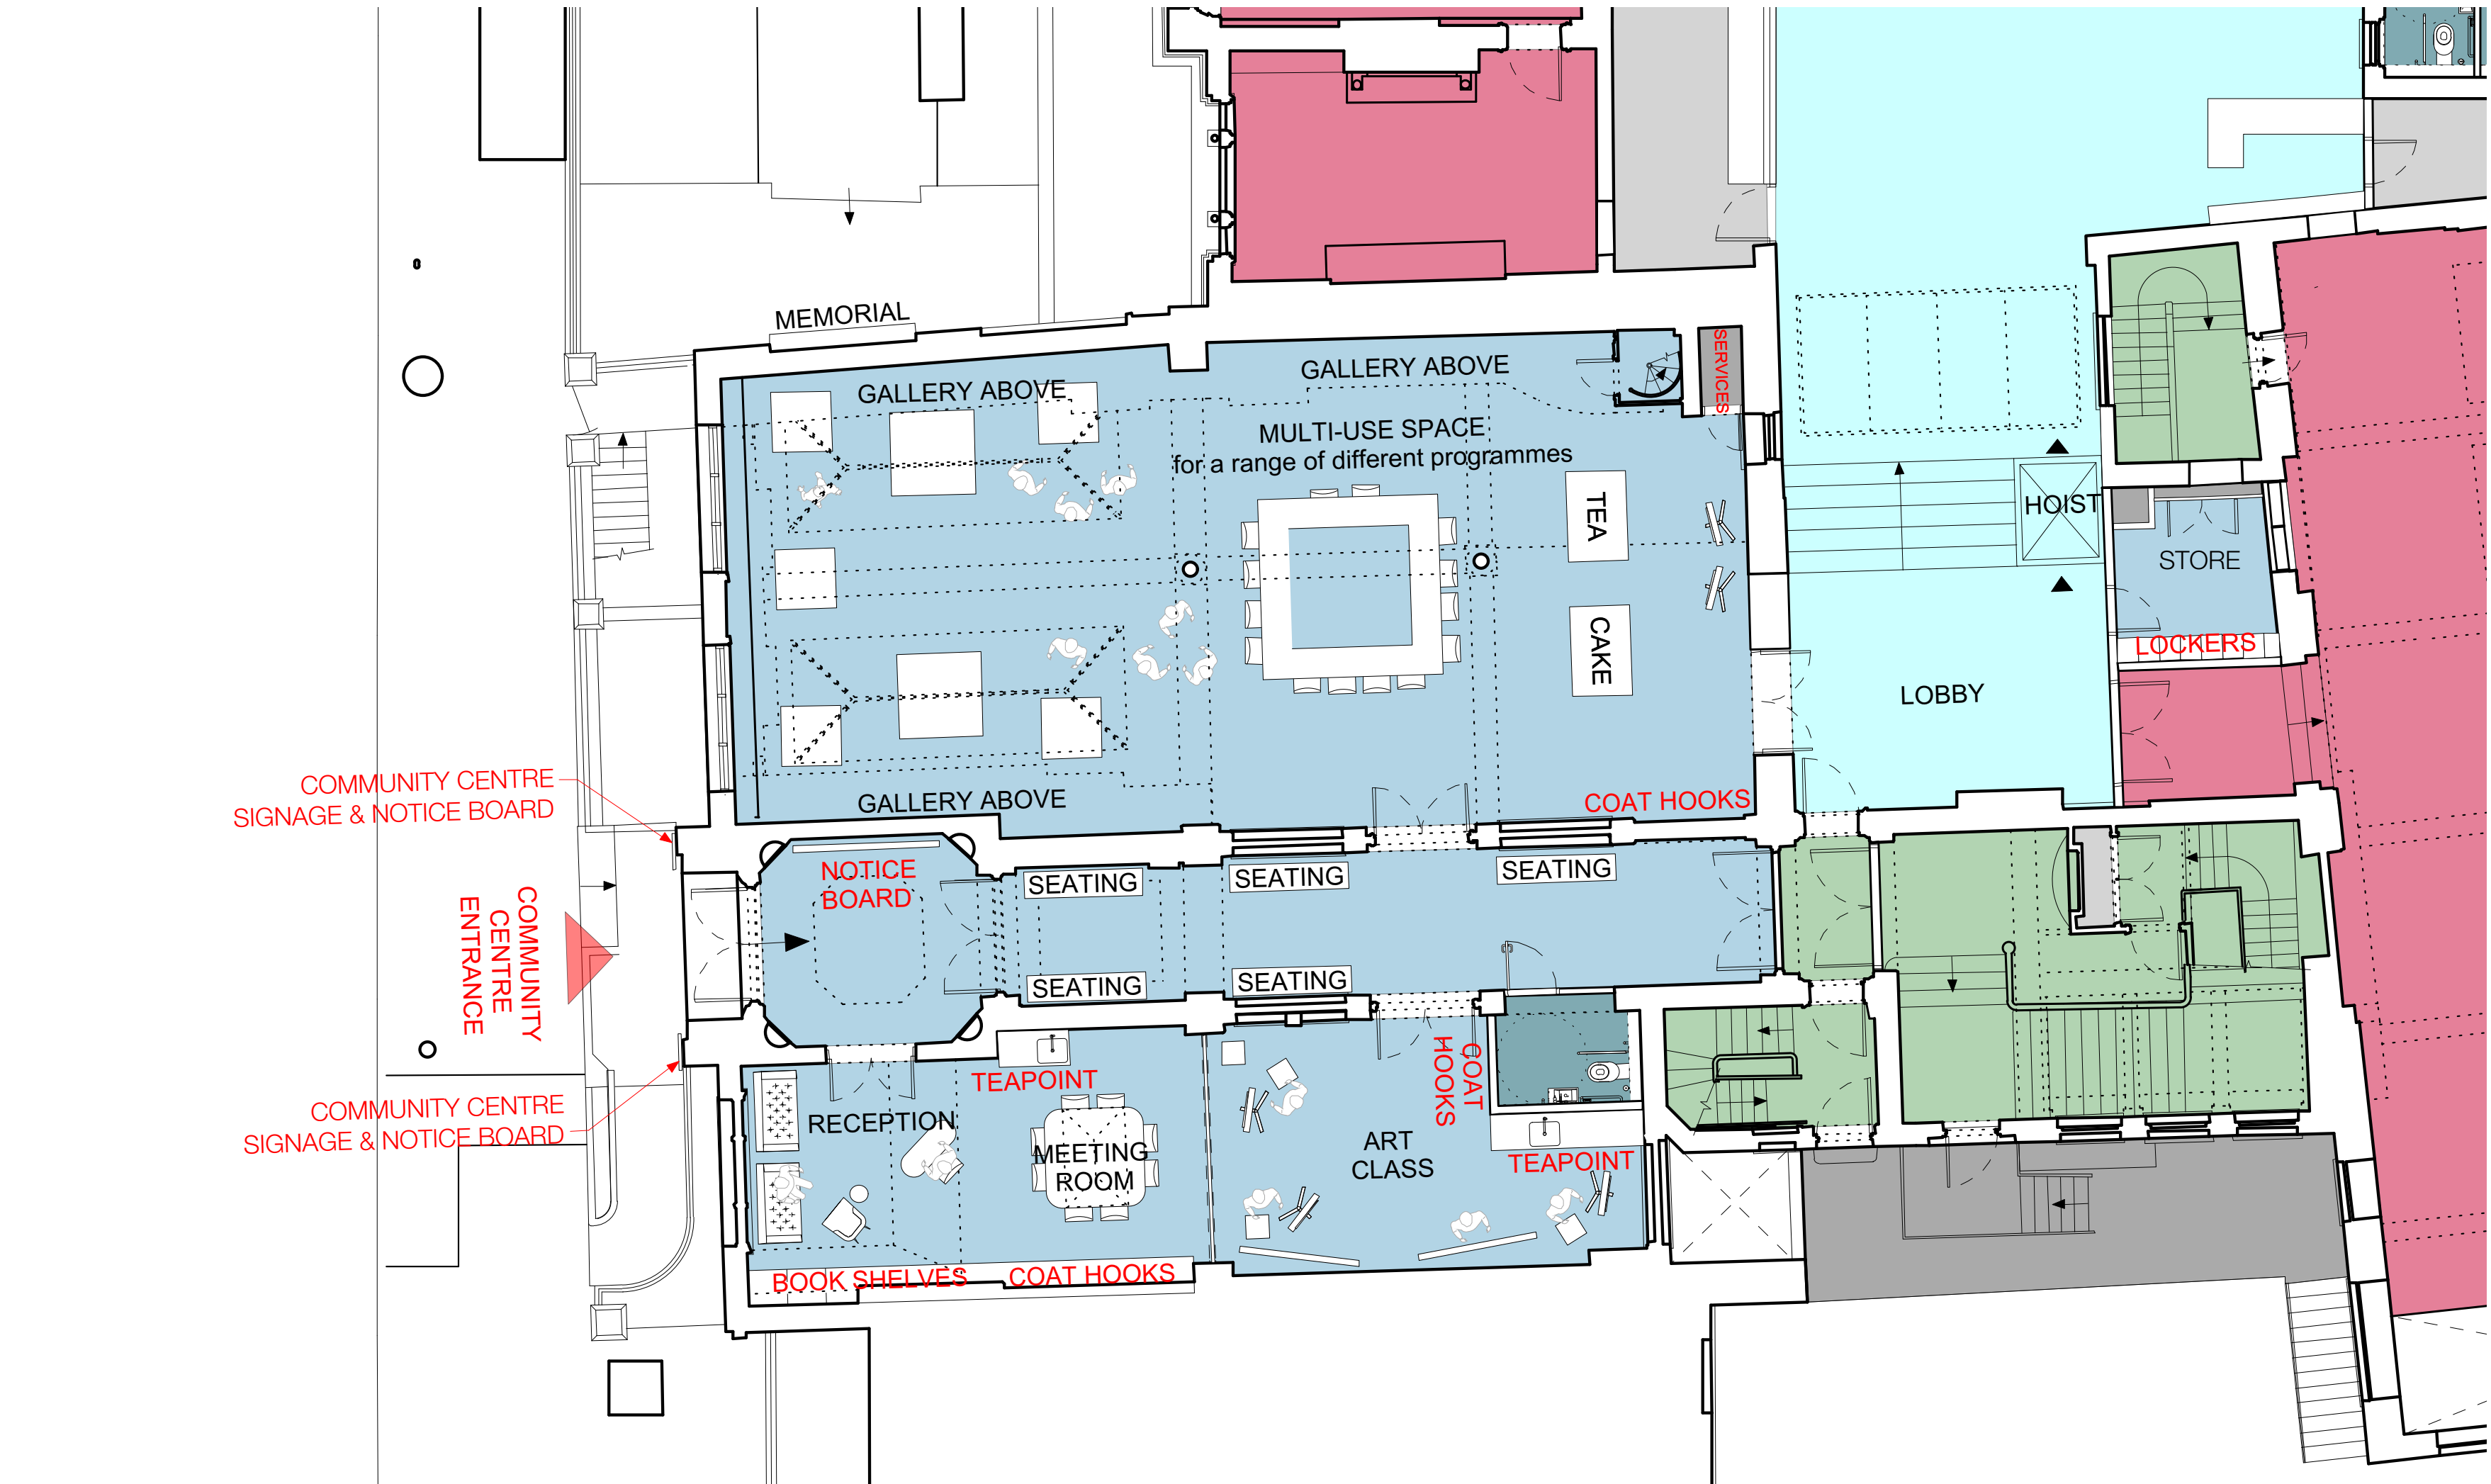 MEMORIAL
GALLERY ABOVE
GALLERY ABOVE
SERVICES
MULTI-USE SPACE
for a range of different programmes
TEA
CAKE
HOIST
STORE
LOCKERS
LOBBY
COMMUNITY CENTRE
SIGNAGE & NOTICE BOARD
GALLERY ABOVE
COAT HOOKS
NOTICE
BOARD
SEATING
SEATING
SEATING
COMMUNITY
CENTRE
ENTRANCE
SEATING
SEATING
TEAPOINT
COAT
HOOKS
COMMUNITY CENTRE
SIGNAGE & NOTICE BOARD
RECEPTION
MEETING
ROOM
ART
CLASS
TEAPOINT
BOOK SHELVES
COAT HOOKS